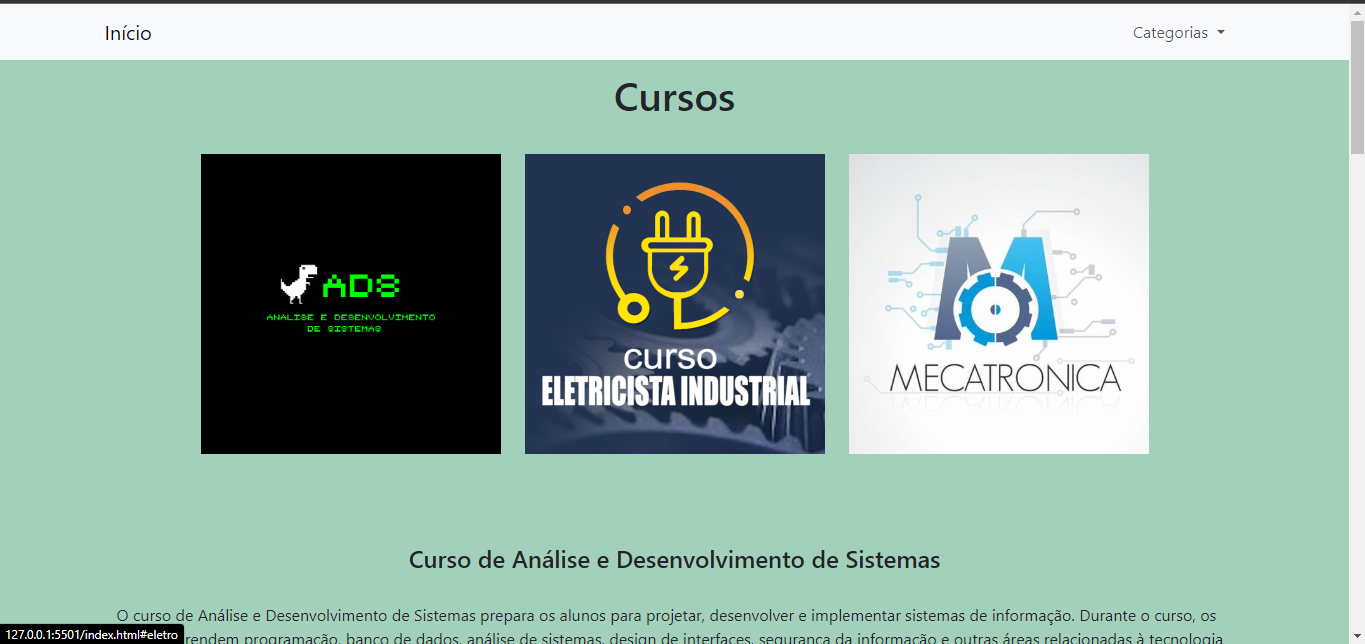 Início
Categorias
Cursos
ADS
ANALISE E DESENVOLVIMENTO
DE SISTEMAS
curso
ELETRICISTA INDUSTRIAL
M
MECATRONICA
Curso de Análise e Desenvolvimento de Sistemas
O curso de Análise e Desenvolvimento de Sistemas prepara os alunos para projetar, desenvolver e implementar sistemas de informação. Durante o curso, os
rendem programação, banco de dados, análise de sistemas, design de interfaces, segurança da informação e outras áreas relacionadas à tecnologia
127.0.0.1:5501/index.html#eletro